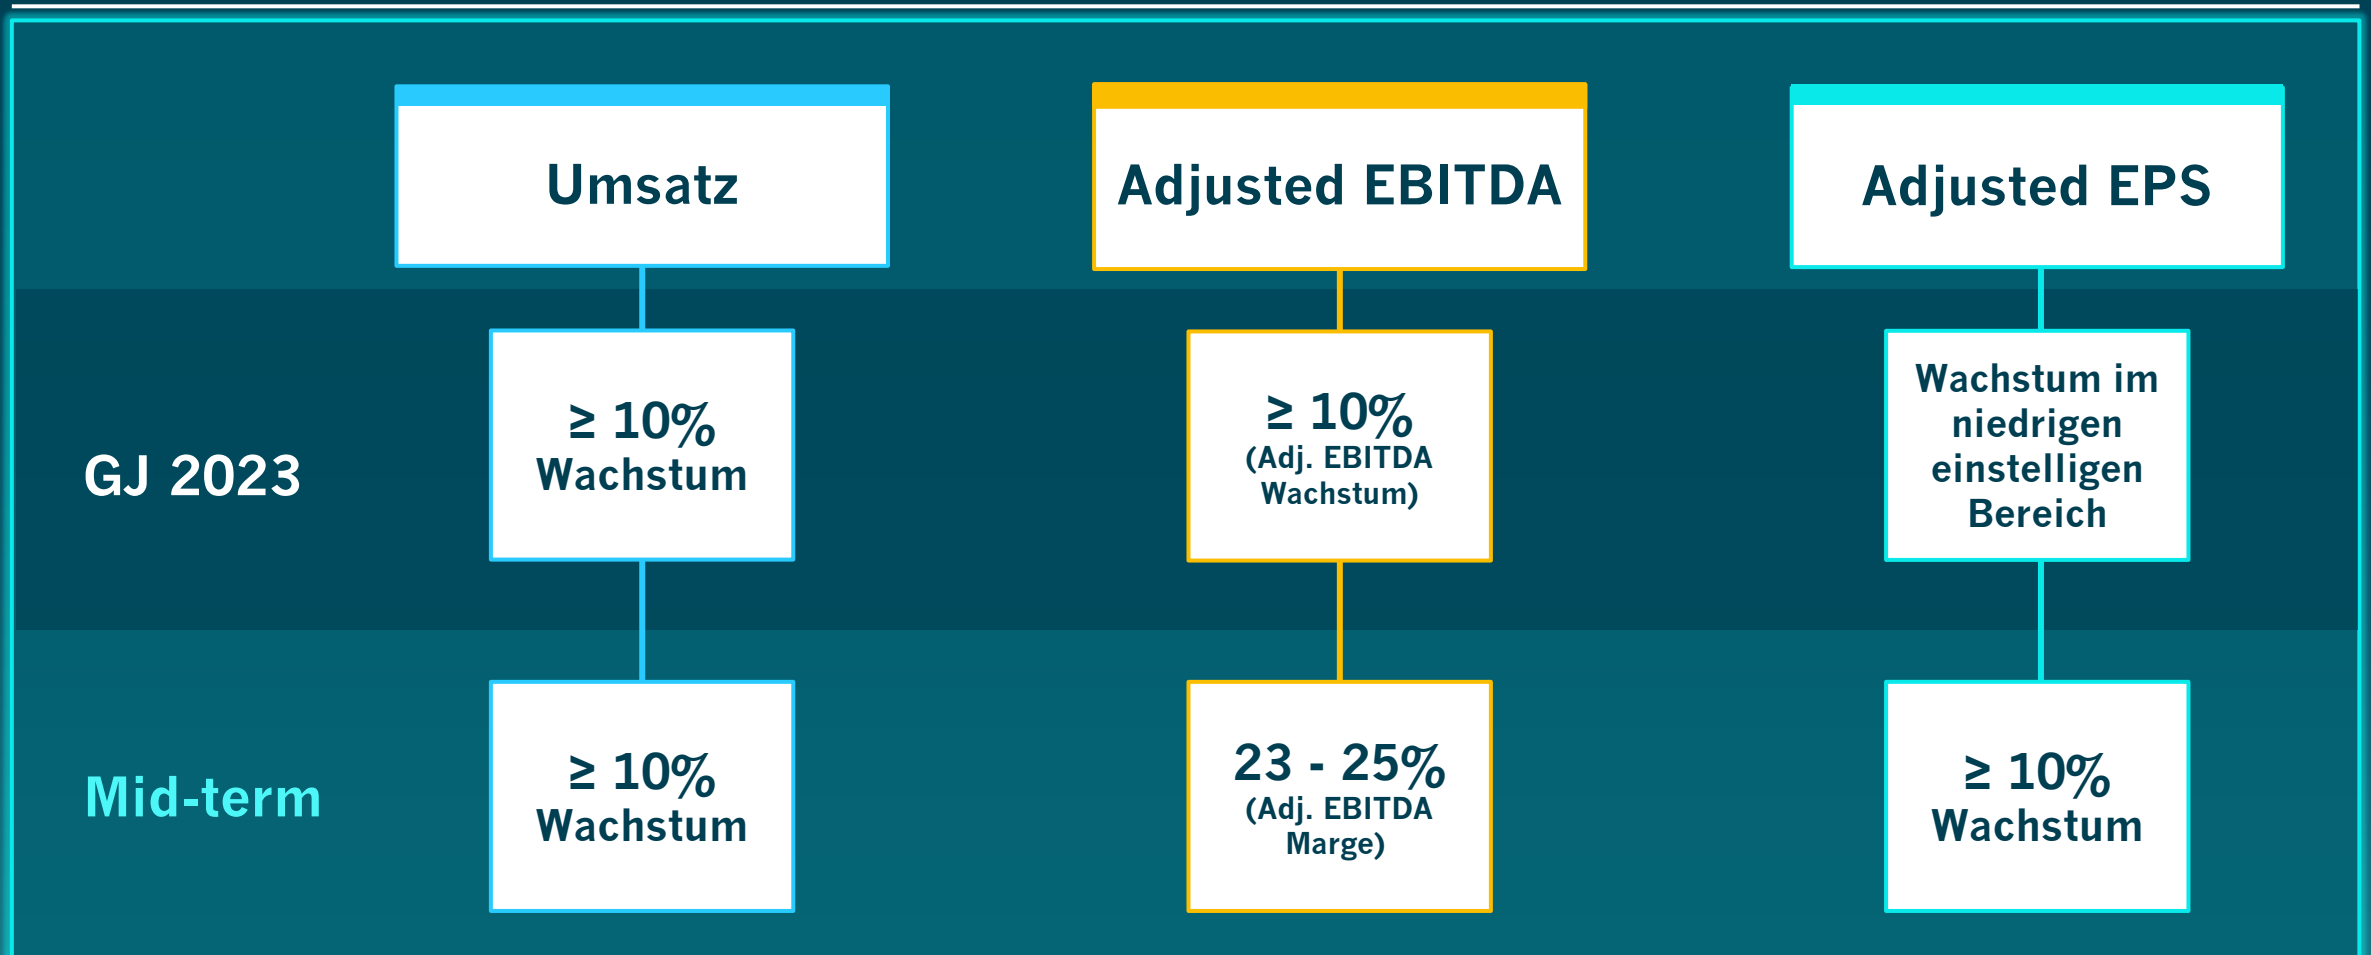 Umsatz
Adjusted EBITDA
Adjusted EPS
GJ 2023
≥ 10%
Wachstum
≥ 10%
(Adj. EBITDA
Wachstum)
Wachstum im
niedrigen
einstelligen
Bereich
Mid-term
≥ 10%
Wachstum
23 - 25%
(Adj. EBITDA
Marge)
≥ 10%
Wachstum